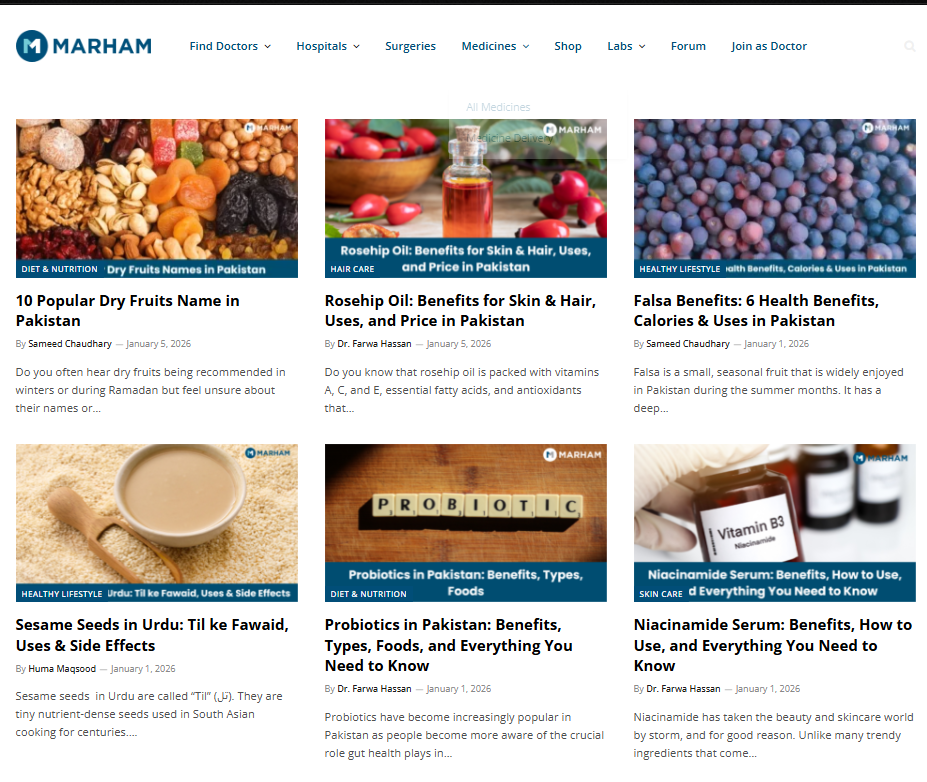 MARHAM
Find Doctors
Hospitals
Surgeries
Medicines
Shop
Labs
Forum
Join as Doctor
All Medicines
Medicine Delivery
MARHAM
DIET & NUTRITION
Dry Fruits Names in Pakistan
10 Popular Dry Fruits Name in
Pakistan
By Sameed Chaudhary — January 5, 2026
Do you often hear dry fruits being recommended in
winters or during Ramadan but feel unsure about
their names or...
MARHAM
Rosehip Oil: Benefits for Skin & Hair, Uses,
HAIR CARE
and Price in Pakistan
Rosehip Oil: Benefits for Skin & Hair,
Uses, and Price in Pakistan
By Dr. Farwa Hassan — January 5, 2026
Do you know that rosehip oil is packed with vitamins
A, C, and E, essential fatty acids, and antioxidants
that...
MARHAM
HEALTHY LIFESTYLE
alth Benefits, Calories & Uses in Pakistan
Falsa Benefits: 6 Health Benefits,
Calories & Uses in Pakistan
By Sameed Chaudhary — January 1, 2026
Falsa is a small, seasonal fruit that is widely enjoyed
in Pakistan during the summer months. It has a
deep...
MARHAM
HEALTHY LIFESTYLE
Urdu: Til ke Fawaid, Uses & Side Effects
Sesame Seeds in Urdu: Til ke Fawaid,
Uses & Side Effects
By Huma Maqsood — January 1, 2026
Sesame seeds in Urdu are called “Til” (تل). They are
tiny nutrient-dense seeds used in South Asian
cooking for centuries....
MARHAM
PROBIOTIC
Probiotics in Pakistan: Benefits, Types,
DIET & NUTRITION
Foods
Probiotics in Pakistan: Benefits,
Types, Foods, and Everything You
Need to Know
By Dr. Farwa Hassan — January 1, 2026
Probiotics have become increasingly popular in
Pakistan as people become more aware of the crucial
role gut health plays in...
MARHAM
Vitamin B3
Niacinamide
Niacinamide Serum: Benefits, How to Use,
SKIN CARE
d Everything You Need to Know
Niacinamide Serum: Benefits, How to
Use, and Everything You Need to
Know
By Dr. Farwa Hassan — January 1, 2026
Niacinamide has taken the beauty and skincare world
by storm, and for good reason. Unlike many trendy
ingredients that come...